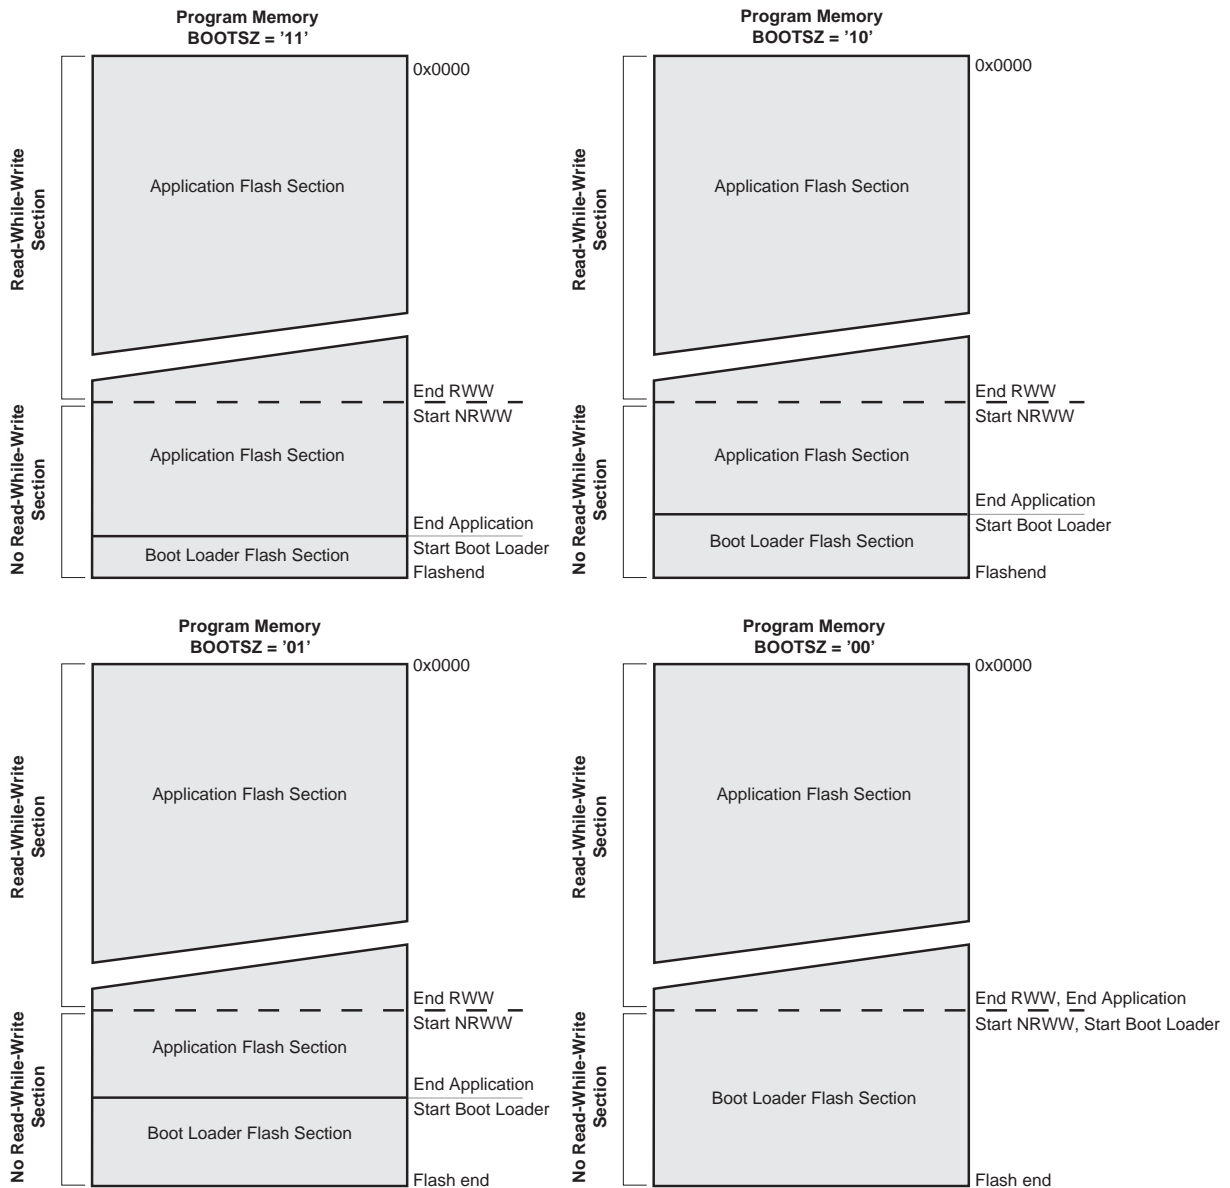 Program Memory
BOOTSZ = '11'
0x0000
Read-While-Write
Section
Application Flash Section
End RWW
Start NRWW
No Read-While-Write
Section
Application Flash Section
End Application
Start Boot Loader
Boot Loader Flash Section
Flashend
Program Memory
BOOTSZ = '10'
0x0000
Read-While-Write
Section
Application Flash Section
End RWW
Start NRWW
No Read-While-Write
Section
Application Flash Section
End Application
Start Boot Loader
Boot Loader Flash Section
Flashend
Program Memory
BOOTSZ = '01'
0x0000
Read-While-Write
Section
Application Flash Section
End RWW
Start NRWW
No Read-While-Write
Section
Application Flash Section
End Application
Start Boot Loader
Boot Loader Flash Section
Flash end
Program Memory
BOOTSZ = '00'
0x0000
Read-While-Write
Section
Application Flash Section
End RWW, End Application
Start NRWW, Start Boot Loader
No Read-While-Write
Section
Boot Loader Flash Section
Flash end